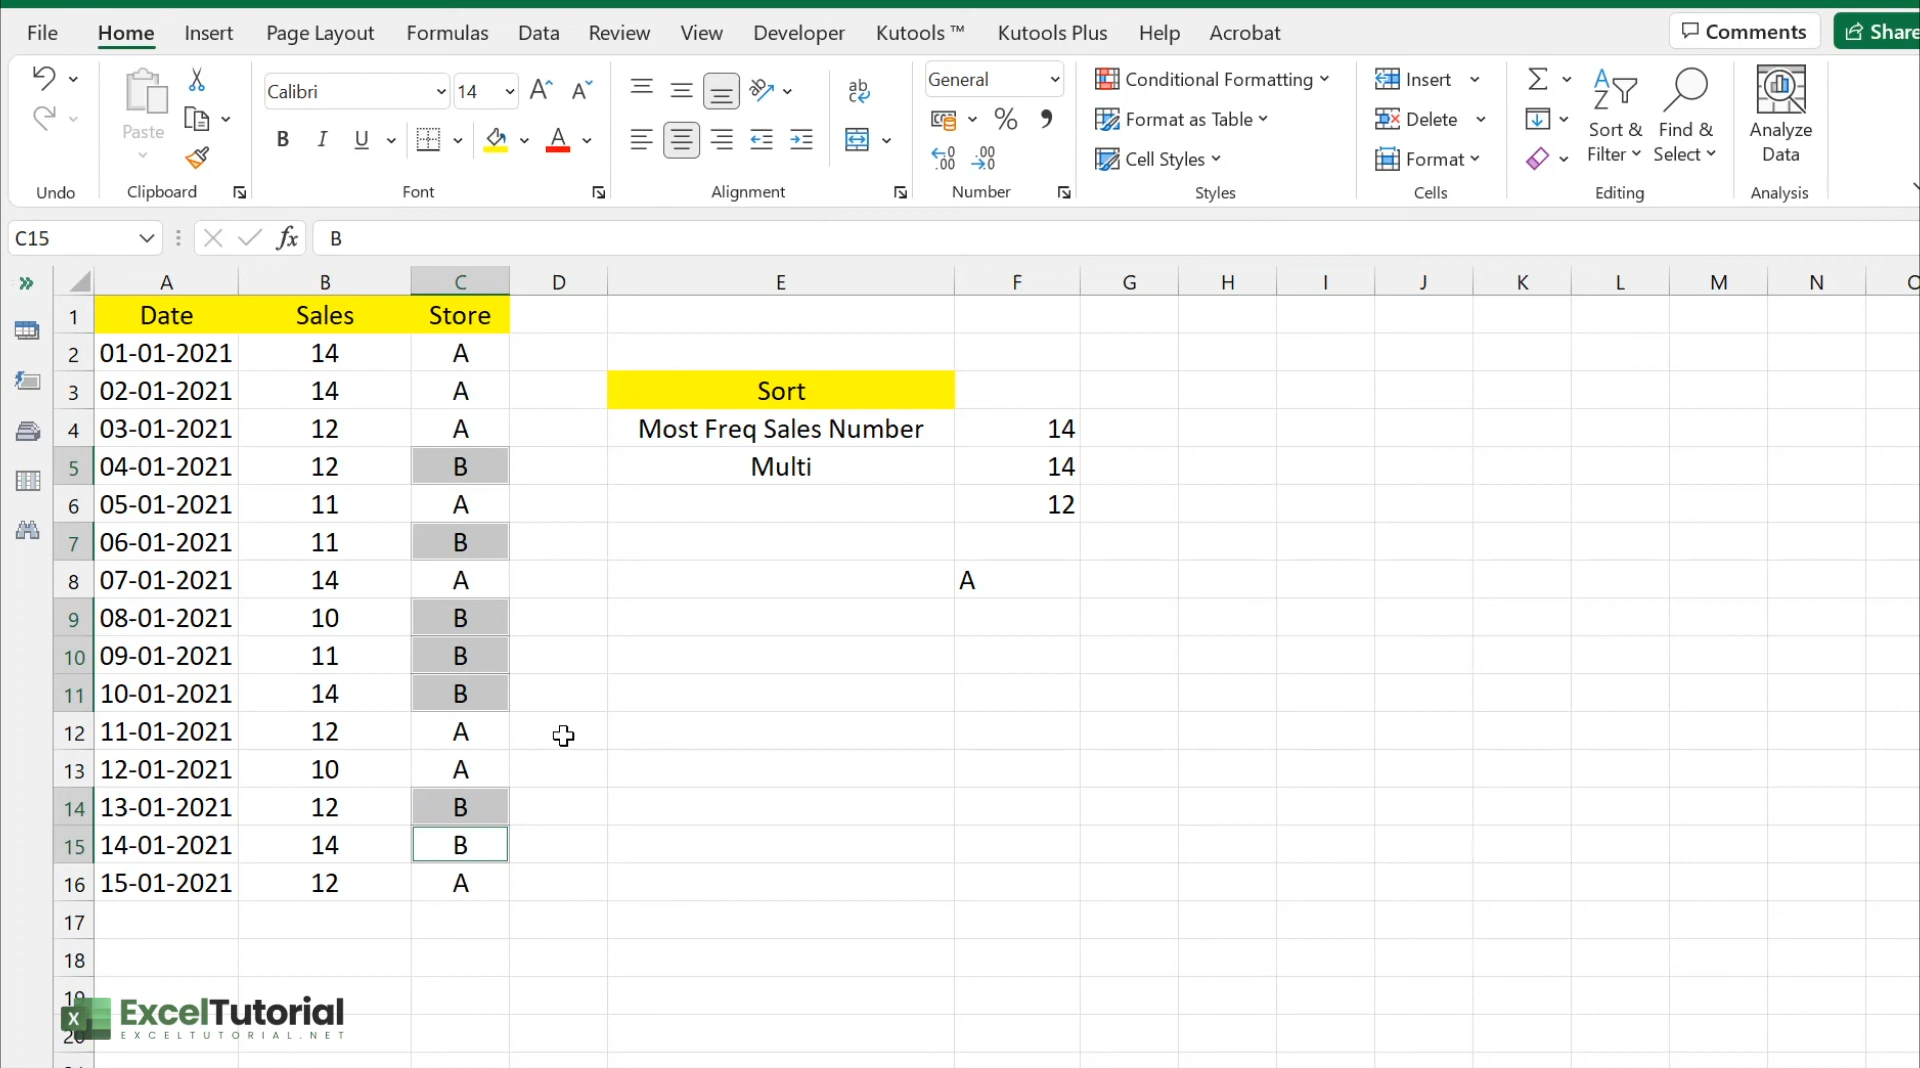 File Home Insert Page Layout Formulas Data Review View Developer Kutools ™ Kutools Plus Help Acrobat Comments Share
Calibri 14 General Conditional Formatting Insert
Paste Format as Table Delete Sort & Find & Analyze
B I U A % Cell Styles Format Filter Select Data
Undo Clipboard Font Alignment Number Styles Cells Editing Analysis
C15 fx B
A B C D E F G H I J K L M N O
1 Date Sales Store
2 01-01-2021 14 A
3 02-01-2021 14 A Sort
4 03-01-2021 12 A Most Freq Sales Number 14
5 04-01-2021 12 B Multi 14
6 05-01-2021 11 A 12
7 06-01-2021 11 B
8 07-01-2021 14 A A
9 08-01-2021 10 B
10 09-01-2021 11 B
11 10-01-2021 14 B
12 11-01-2021 12 A
13 12-01-2021 10 A
14 13-01-2021 12 B
15 14-01-2021 14 B
16 15-01-2021 12 A
17
18
19
X ExcelTutorial
20 EXCELTUTORIAL.NET